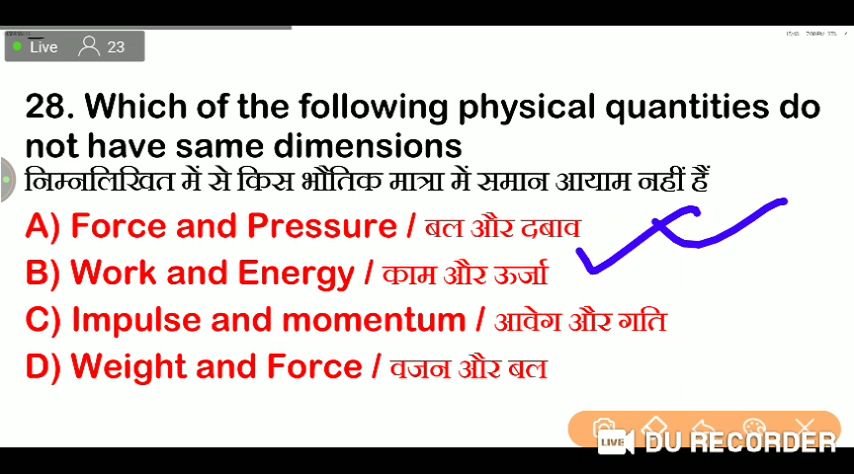 Live 23
28. Which of the following physical quantities do
not have same dimensions
निम्नलिखित में से किस भौतिक मात्रा में समान आयाम नहीं हैं
A) Force and Pressure / बल और दबाव
B) Work and Energy / काम और ऊर्जा
C) Impulse and momentum / आवेग और गति
D) Weight and Force / वजन और बल
LIVE DU RECORDER